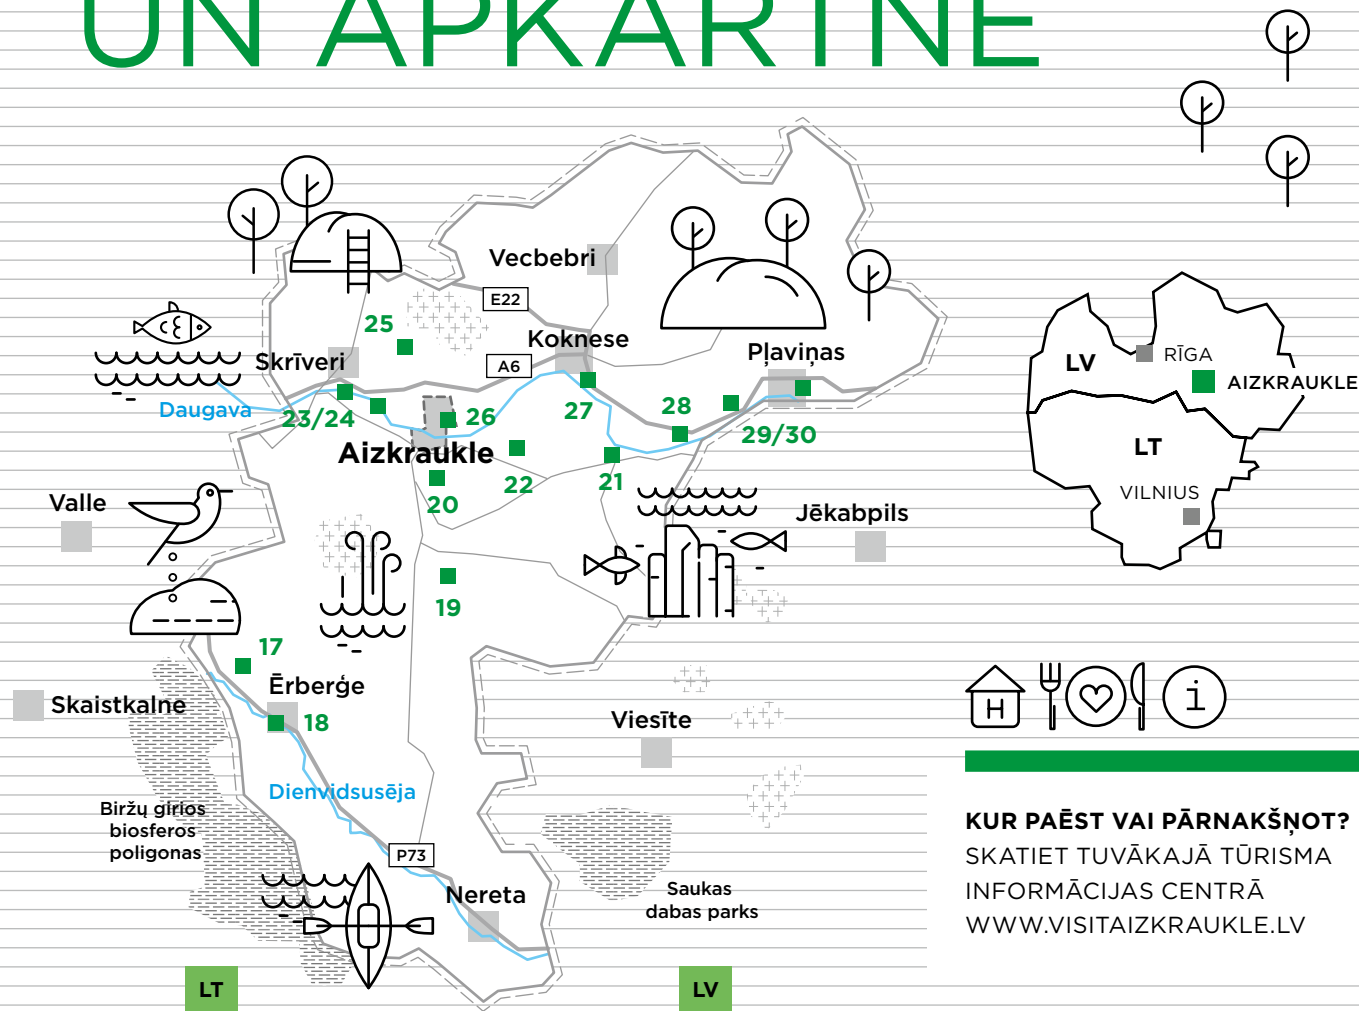 UN APKĀRTNE
Vecbebri
E22
25
Koknese
Skrīveri
A6
Pļaviņas
Daugava
23/24
26
27
28
29/30
Aizkraukle
22
21
20
Valle
Jēkabpils
19
17
Ērberģe
Skaistkalne
18
Viesīte
Dienvidsusēja
Biržų girios
biosferos
poligonas
P73
Nereta
Saukas
dabas parks
LT
LV
LV
RĪGA
AIZKRAUKLE
LT
VILNIUS
H
i
KUR PAĒST VAI PĀRNAKŠŅOT?
SKATIET TUVĀKAJĀ TŪRISMA
INFORMĀCIJAS CENTRĀ
WWW.VISITAIZKRAUKLE.LV